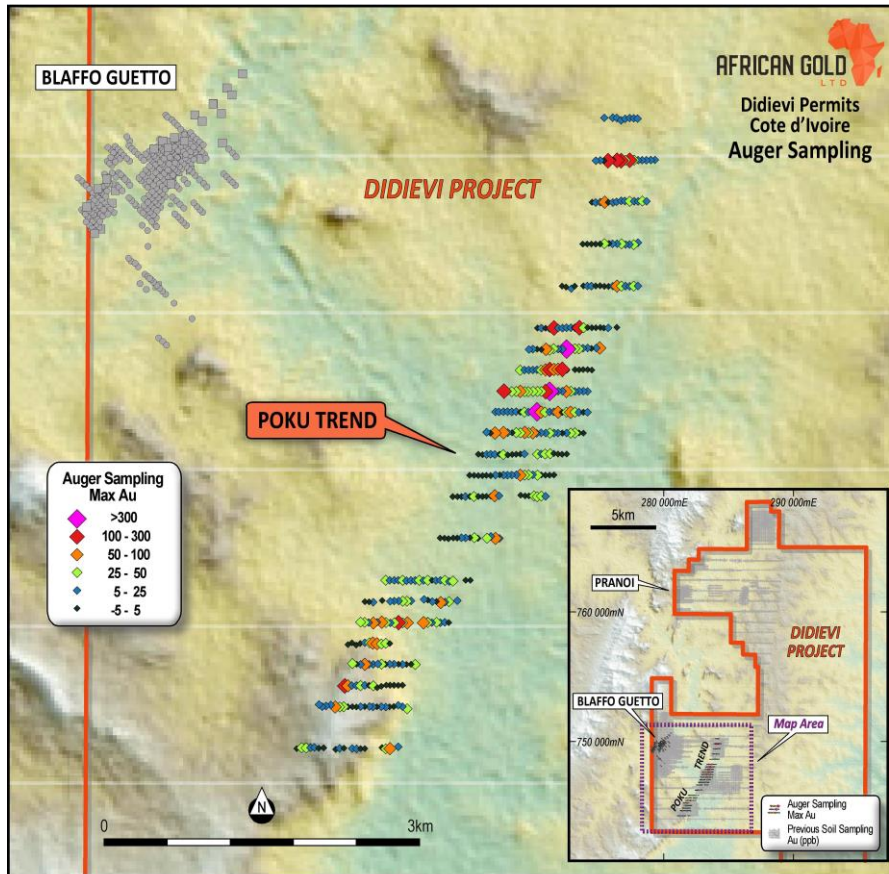 BLAFFO GUETTO
AFRICAN GOLD
LTD
Didievi Permits
Cote d'Ivoire
Auger Sampling
DIDIEVI PROJECT
POKU TREND
Auger Sampling
Max Au
>300
100 - 300
50 - 100
25 - 50
5 - 25
-5 - 5
N
0
3km
280 000mE
290 000mE
5km
PRANOI
760 000mN
DIDIEVI
PROJECT
BLAFFO GUETTO
Map Area
750 000mN
POKU TREND
Auger Sampling
Max Au
Previous Soil Sampling
Au (ppb)